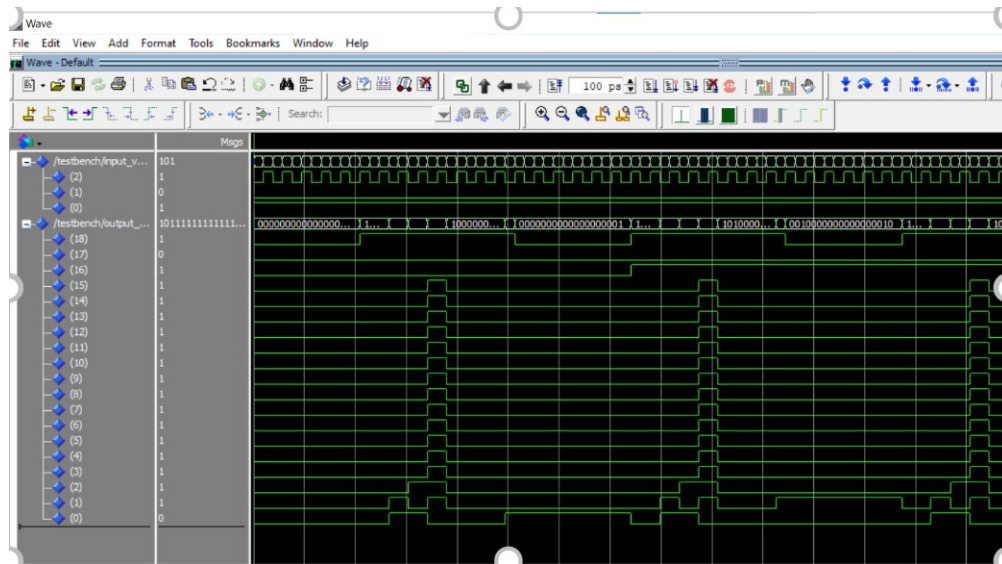 Wave
File Edit View Add Format Tools Bookmarks Window Help
Wave - Default
100 ps
Search:
Msgs
/testbench/input_v... 101
(2) 1
(1) 0
(0) 1
/testbench/output_... 10111111111111... 000000000000000... 1... 1000000... 0000000000000000001 1... 1010000... 0010000000000000010 1... 10
(18) 1
(17) 0
(16) 1
(15) 1
(14) 1
(13) 1
(12) 1
(11) 1
(10) 1
(9) 1
(8) 1
(7) 1
(6) 1
(5) 1
(4) 1
(3) 1
(2) 1
(1) 1
(0) 0